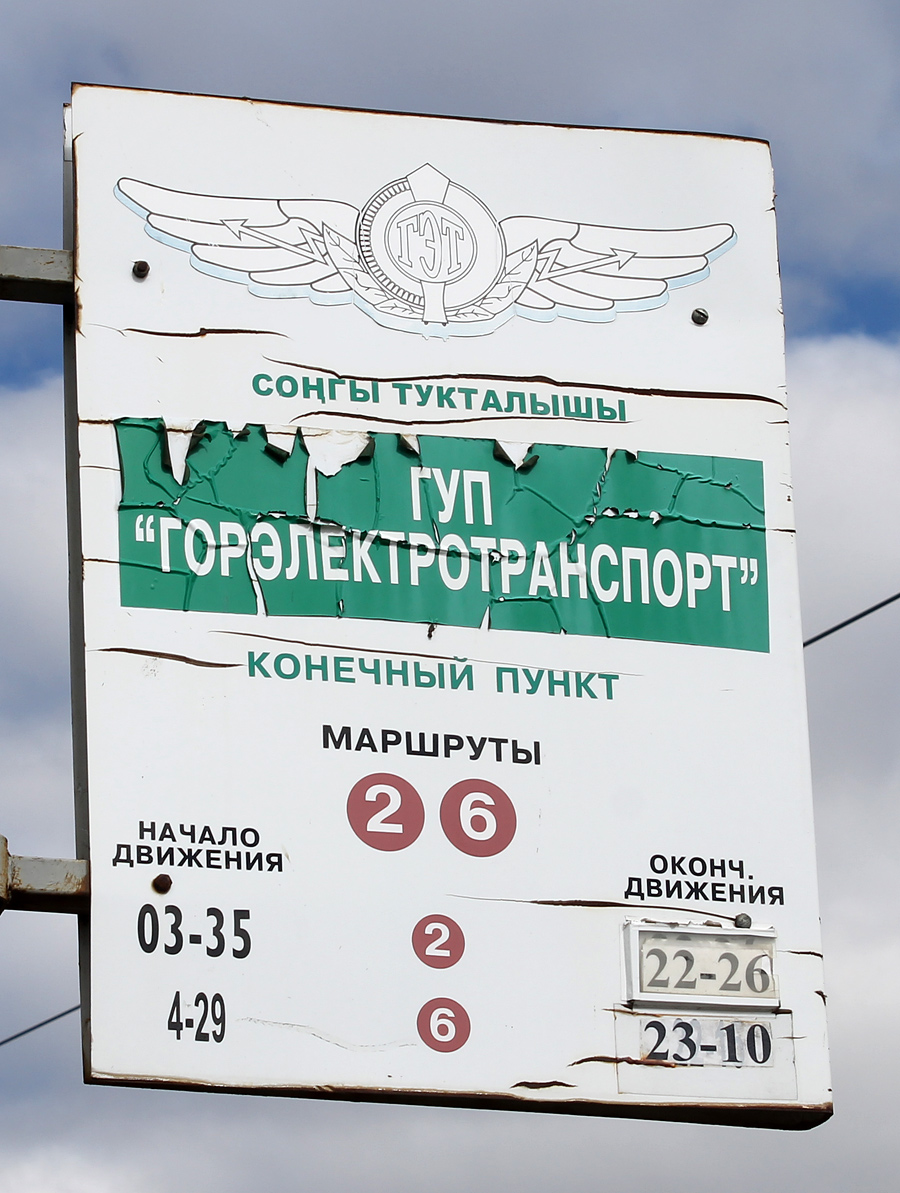 ГЭТ
СОҢГЫ ТУКТАЛЫШЫ
ГУП
“ГОРЭЛЕКТРОТРАНСПОРТ”
КОНЕЧНЫЙ ПУНКТ
МАРШРУТЫ
2 6
НАЧАЛО
ДВИЖЕНИЯ
ОКОНЧ.
ДВИЖЕНИЯ
03-35 2 22-26
4-29 6 23-10